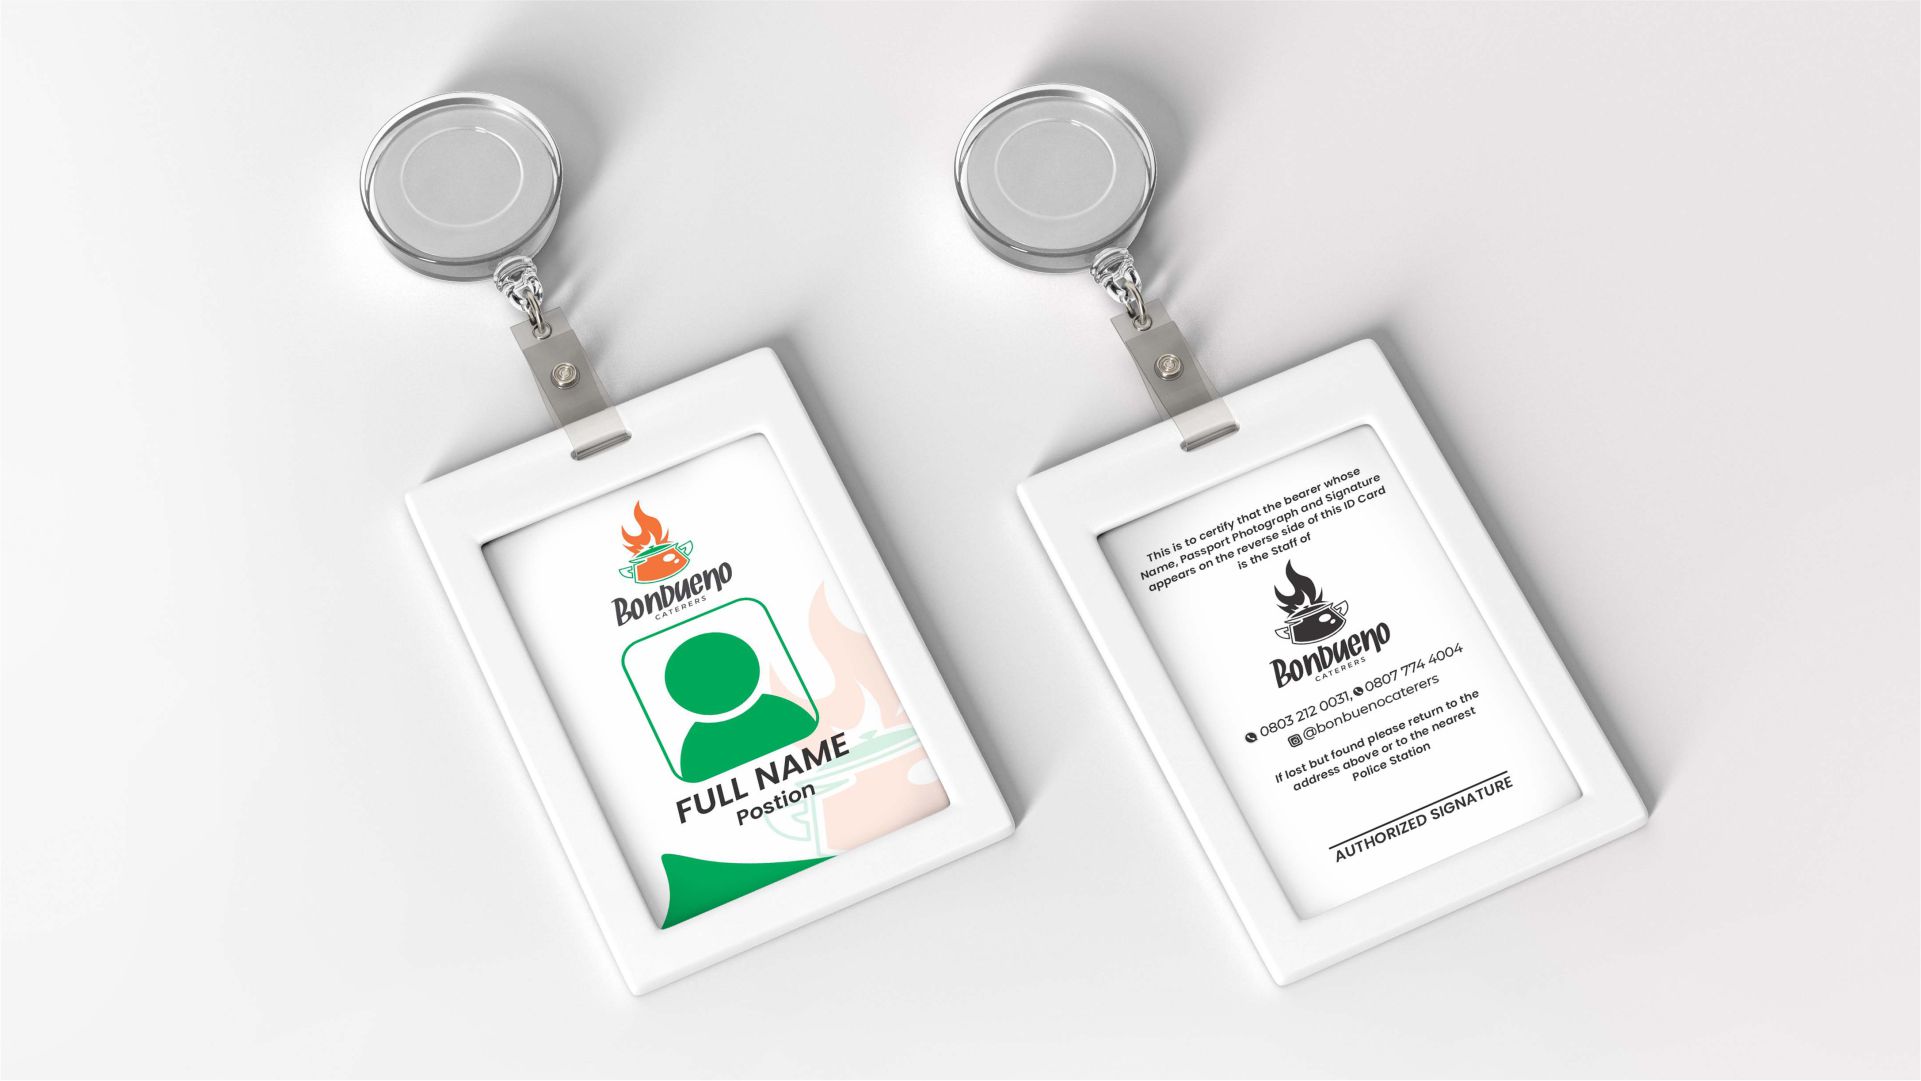 Bonbueno
CATERERS
FULL NAME
Postion
This is to certify that the bearer whose
Name, Passport Photograph and Signature
appears on the reverse side of this ID Card
is the Staff of
Bonbueno
CATERERS
0803 212 0031, 0807 774 4004
@bonbuenocaterers
If lost but found please return to the
address above or to the nearest
Police Station
AUTHORIZED SIGNATURE